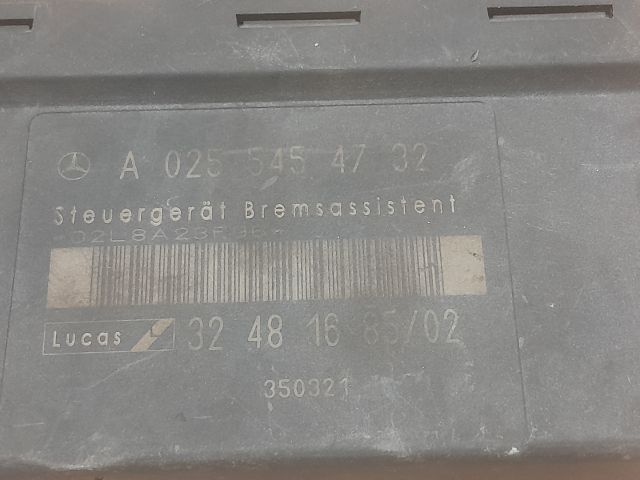 A 025 545 47 32
Steuergerät Bremsassistent
Lucas 32 48 16 85/02
350321